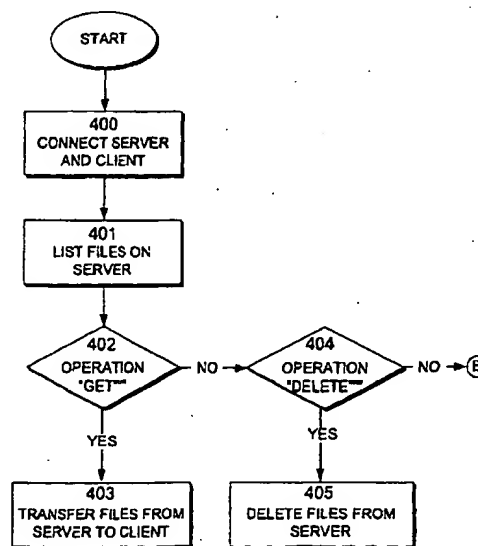 START
400
CONNECT SERVER
AND CLIENT
401
LIST FILES ON
SERVER
402
OPERATION
"GET""
NO
404
OPERATION
"DELETE""
NO
YES
YES
403
TRANSFER FILES FROM
SERVER TO CLIENT
405
DELETE FILES FROM
SERVER